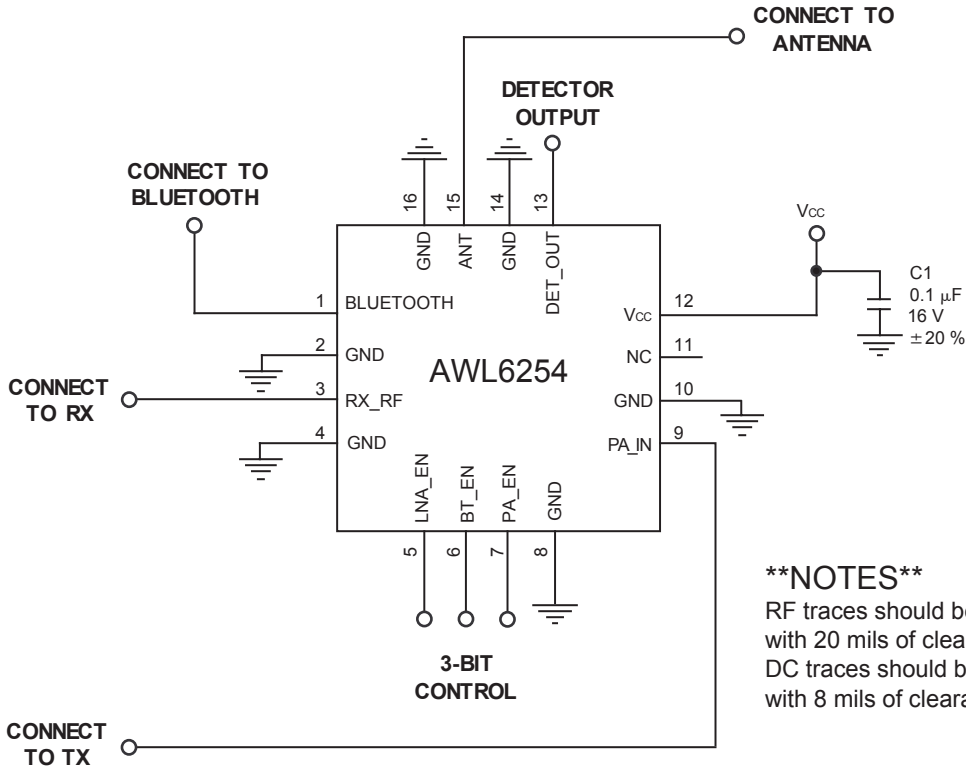 CONNECT TO
ANTENNA
DETECTOR
OUTPUT
CONNECT TO
BLUETOOTH
16
15
14
13
GND
ANT
GND
DET_OUT
Vcc
C1
0.1 µF
16 V
±20 %
1
BLUETOOTH
2
GND
3
RX_RF
4
GND
CONNECT
TO RX
AWL6254
12
Vcc
11
NC
10
GND
9
PA_IN
LNA_EN
BT_EN
PA_EN
GND
5
6
7
8
3-BIT
CONTROL
**NOTES**
RF traces should
with 20 mils of
DC traces should
with 8 mils of
CONNECT
TO TX